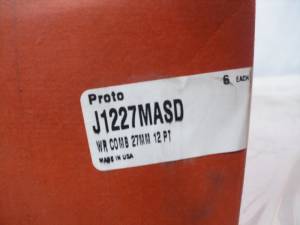 6 EACH
Proto
J1227MASD
WR COMB 27MM 12 PT
MADE IN USA